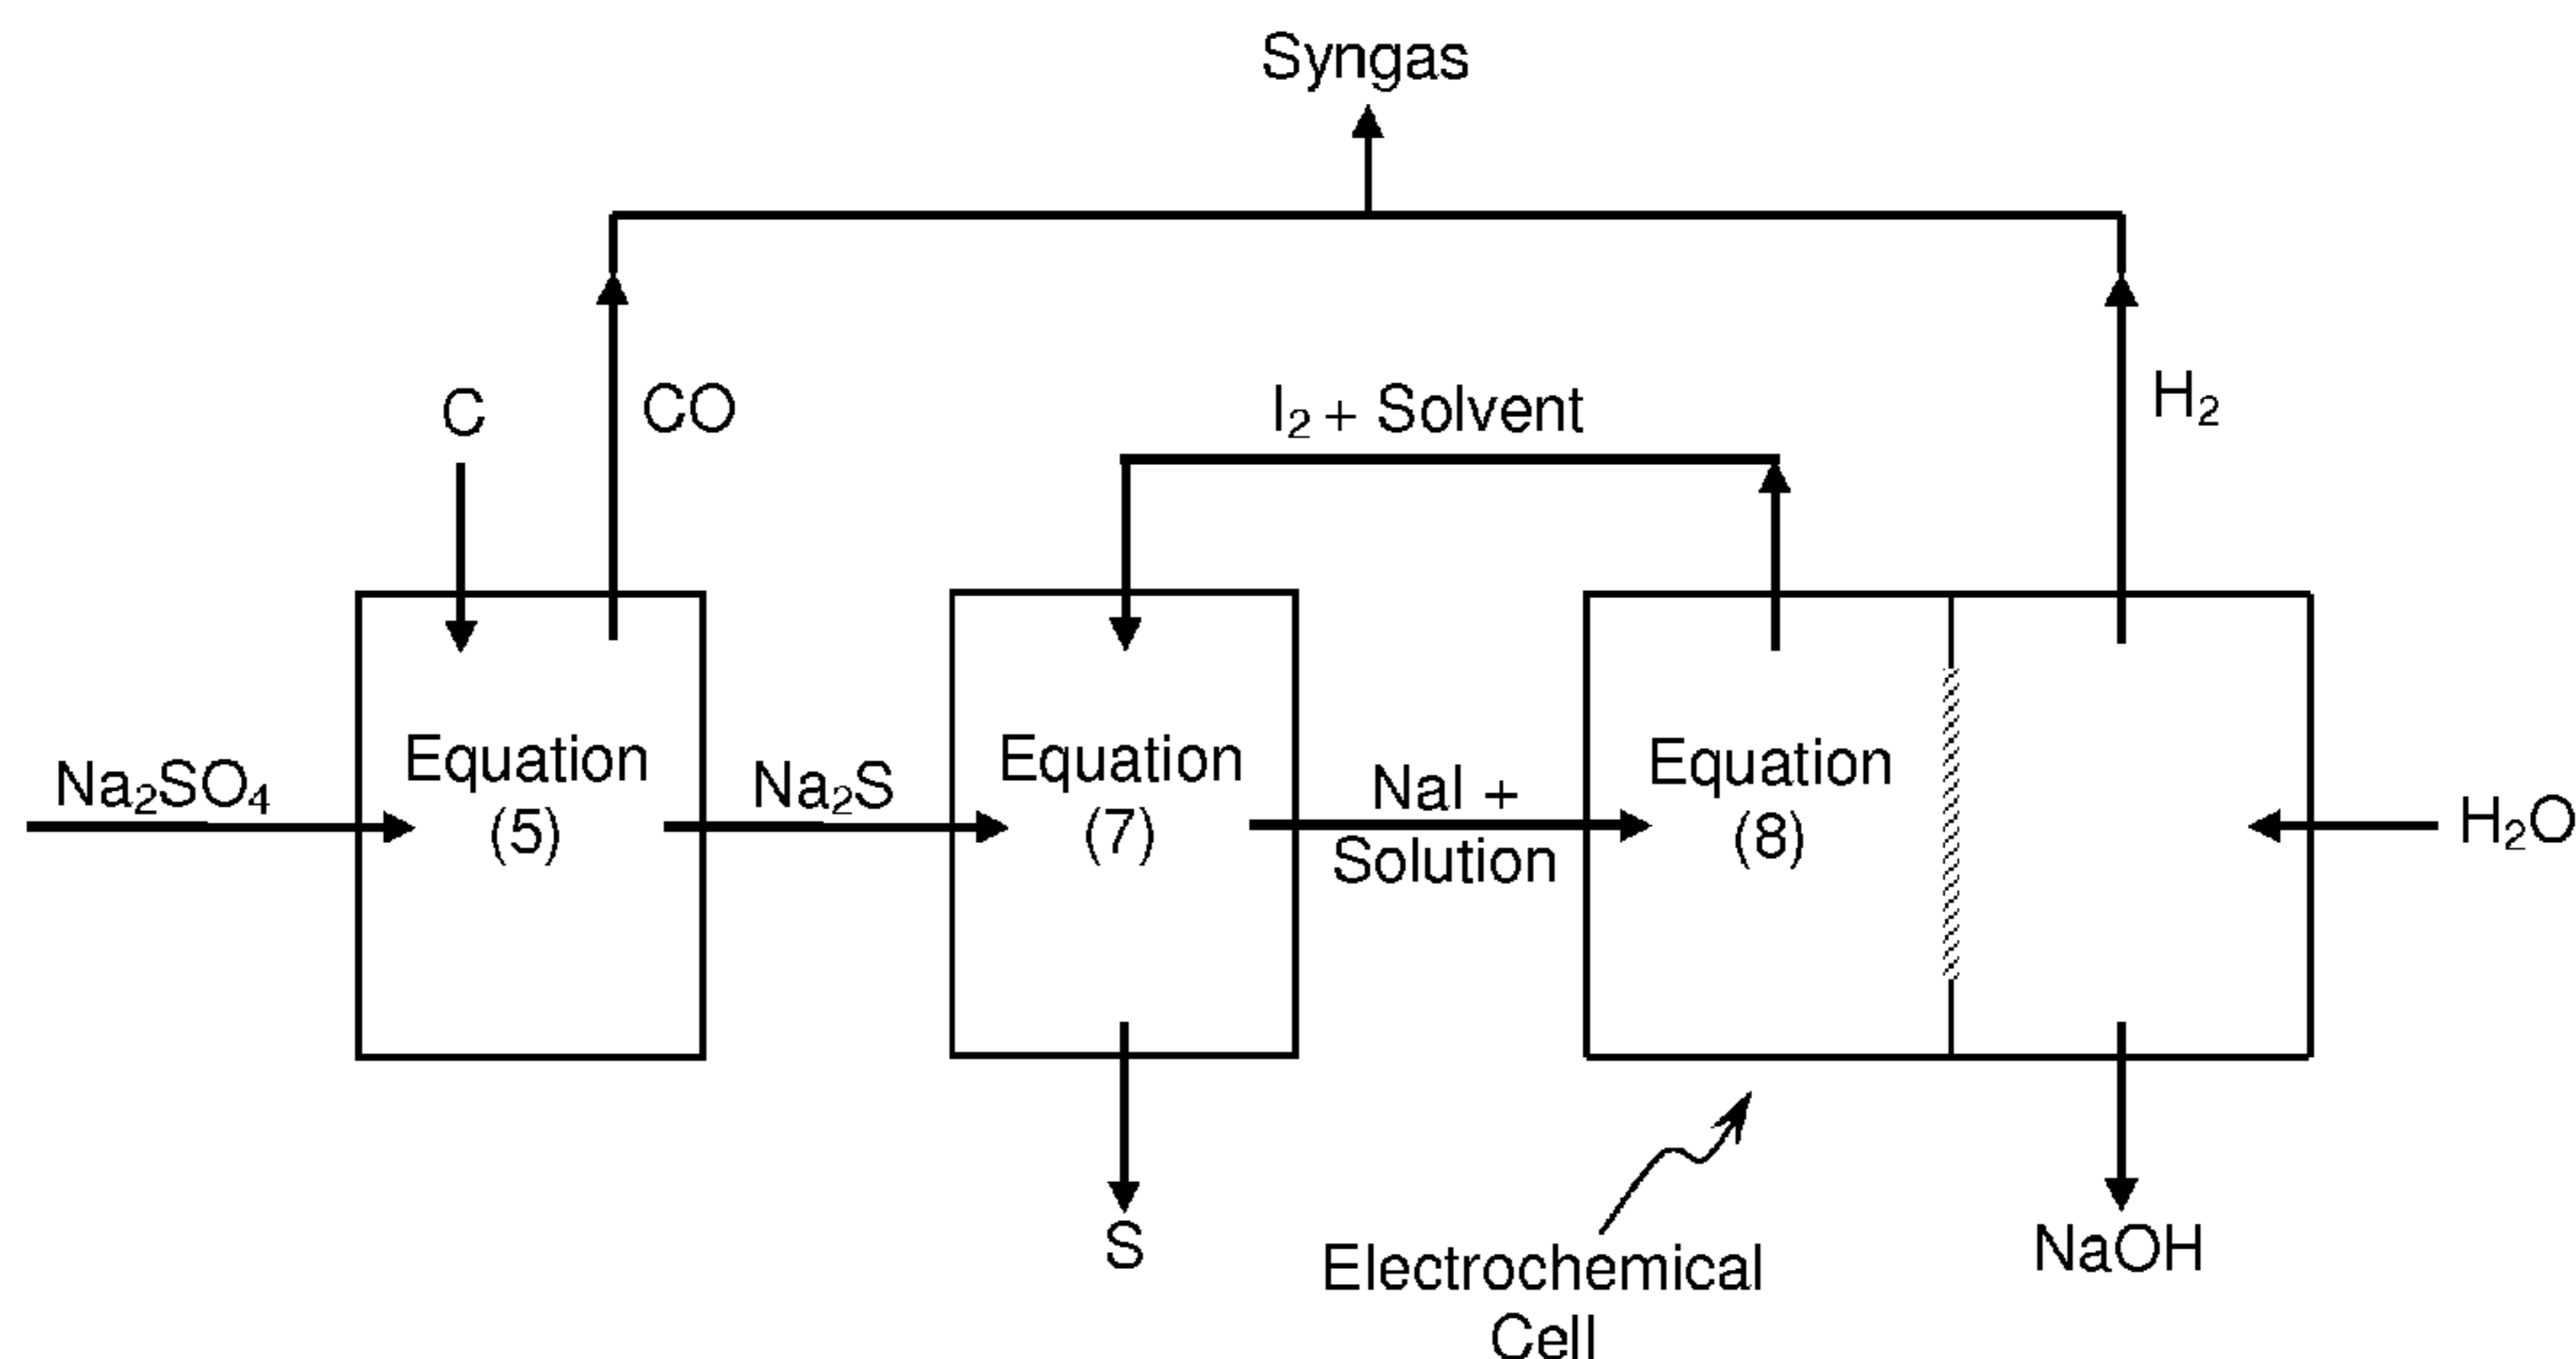 Syngas
C
CO
I₂ + Solvent
H₂
Na₂SO₄
Equation
(5)
Na₂S
Equation
(7)
NaI +
Solution
Equation
(8)
H₂O
S
Electrochemical
Cell
NaOH